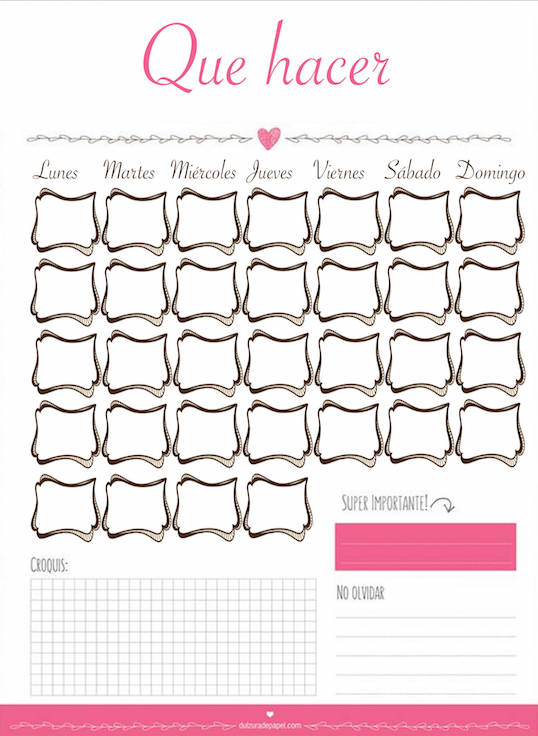 Que hacer
Lunes Martes Miércoles Jueves Viernes Sábado Domingo
Super Importante!
Croquis:
No olvidar
dulzuradepapel.com